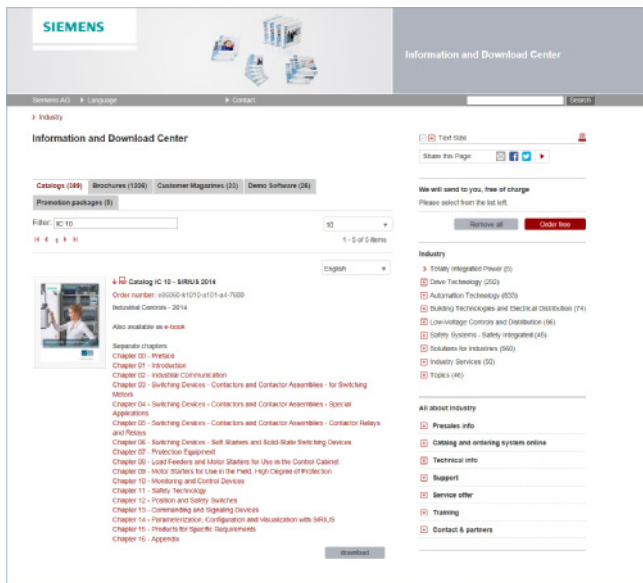 SIEMENS
Information and Download Center
Siemens AG
Language
Contact
Search
Industry
Information and Download Center
Catalogs (389)
Brochures (1306)
Customer Magazines (23)
Demo Software (26)
Promotion packages (5)
Filter: IC 10
10
1
1 - 5 of 5 items
English
Catalog IC 10 - SIRIUS 2014
Order number:
Industrial Controls - 2014
Also available as e-book
Separate chapters
Chapter 00 - Preface
Chapter 01 - Introduction
Chapter 02 - Industrial Communication
Chapter 03 - Switching Devices - Contactors and Contactor Assemblies - for Switching
Motors
Chapter 04 - Switching Devices - Contactors and Contactor Assemblies - Special
Applications
Chapter 05 - Switching Devices - Contactors and Contactor Assemblies - Contactor Relays
and Relays
Chapter 06 - Switching Devices - Soft Starters and Solid-State Switching Devices
Chapter 07 - Protection Equipment
Chapter 08 - Load Feeders and Motor Starters for Use in the Control Cabinet
Chapter 09 - Motor Starters for Use in the Field, High Degree of Protection
Chapter 10 - Monitoring and Control Devices
Chapter 11 - Safety Technology
Chapter 12 - Position and Safety Switches
Chapter 13 - Commanding and Signaling Devices
Chapter 14 - Parameterization, Configuration and Visualization with SIRIUS
Chapter 15 - Products for Specific Requirements
Chapter 16 - Appendix
download
Text Size
Share this Page:
We will send to you, free of charge
Please select from the list left.
Remove all
Order free
Industry
Totally Integrated Power (5)
Drive Technology (292)
Automation Technology (833)
Building Technologies and Electrical Distribution (74)
Low-Voltage Controls and Distribution (96)
Safety Systems - Safety Integrated (45)
Solutions for Industries (560)
Industry Services (50)
Topics (46)
All about Industry
Presales info
Catalog and ordering system online
Technical info
Support
Service offer
Training
Contact & partners